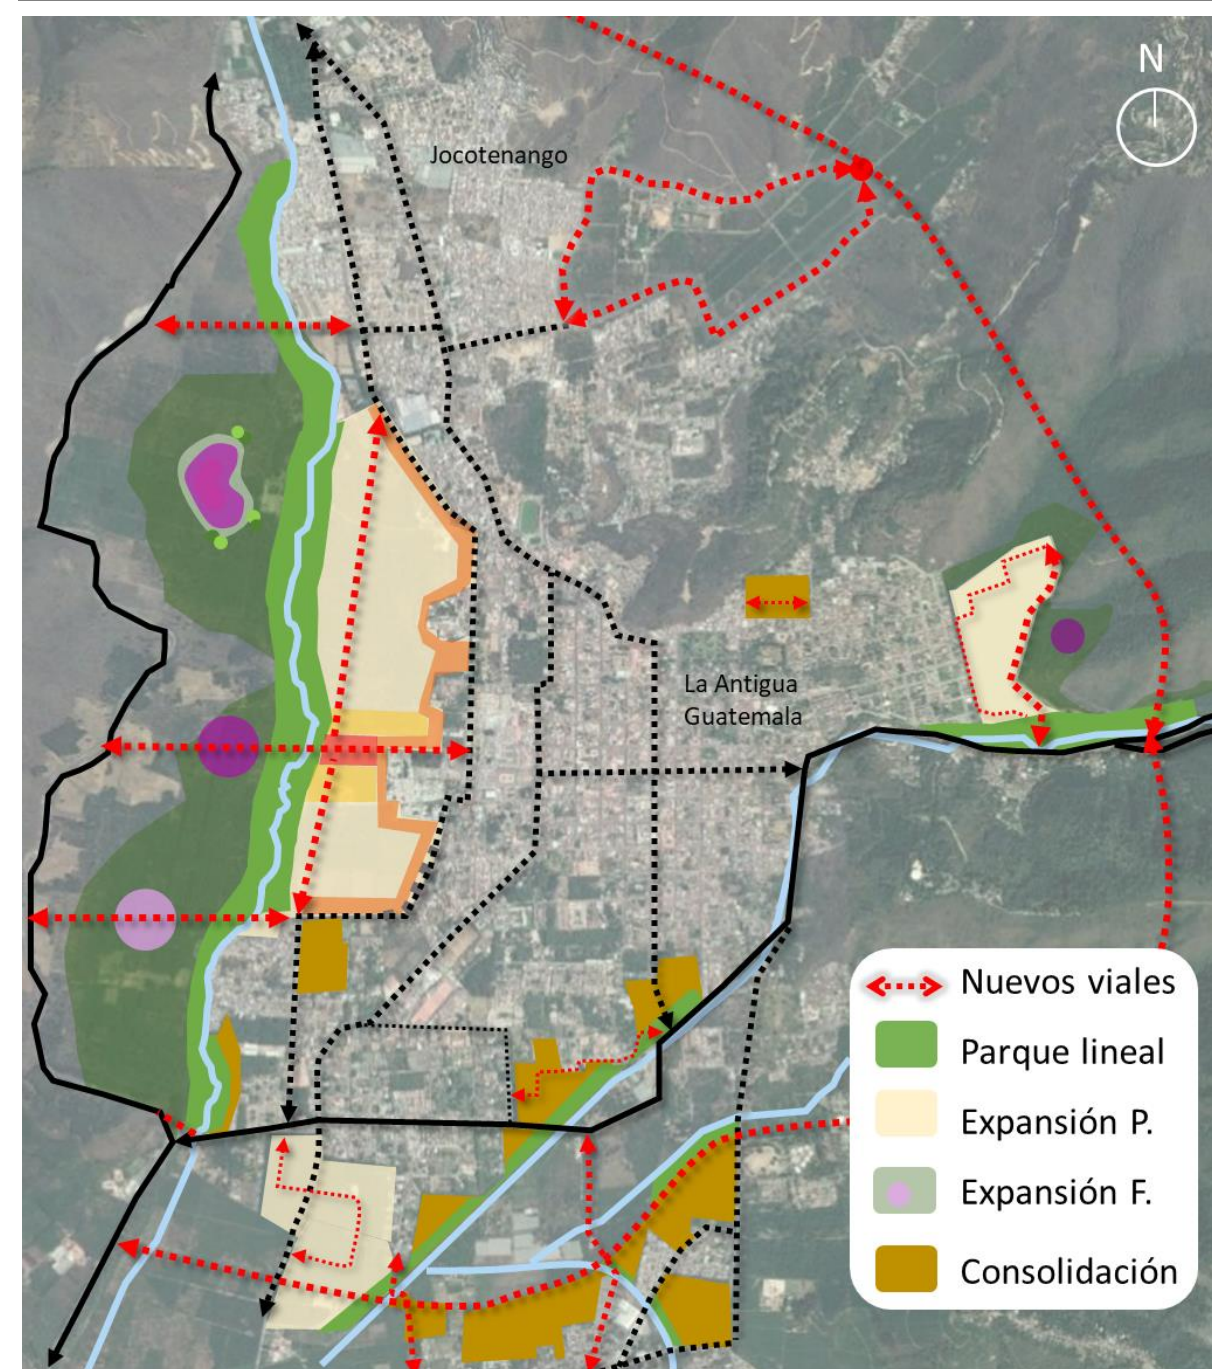 N
Jocotenango
La Antigua
Guatemala
Nuevos viales
Parque lineal
Expansión P.
Expansión F.
Consolidación